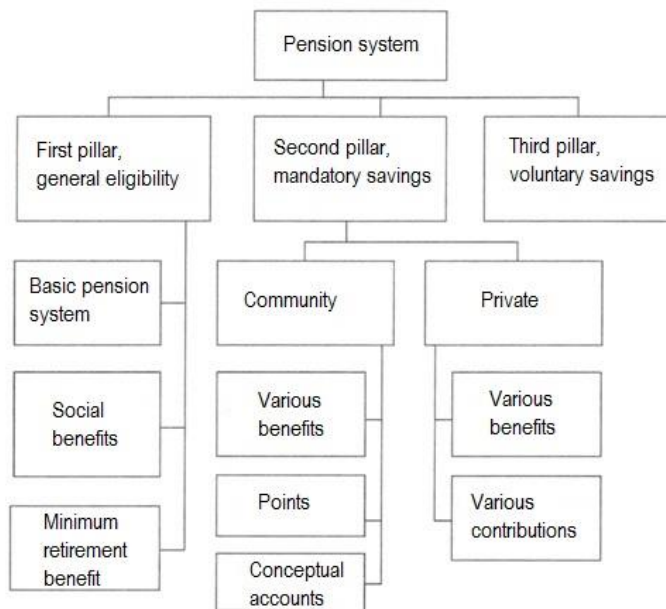 Pension system
First pillar,
general eligibility
Second pillar,
mandatory savings
Third pillar,
voluntary savings
Basic pension
system
Social
benefits
Minimum
retirement
benefit
Community
Various
benefits
Points
Conceptual
accounts
Private
Various
benefits
Various
contributions